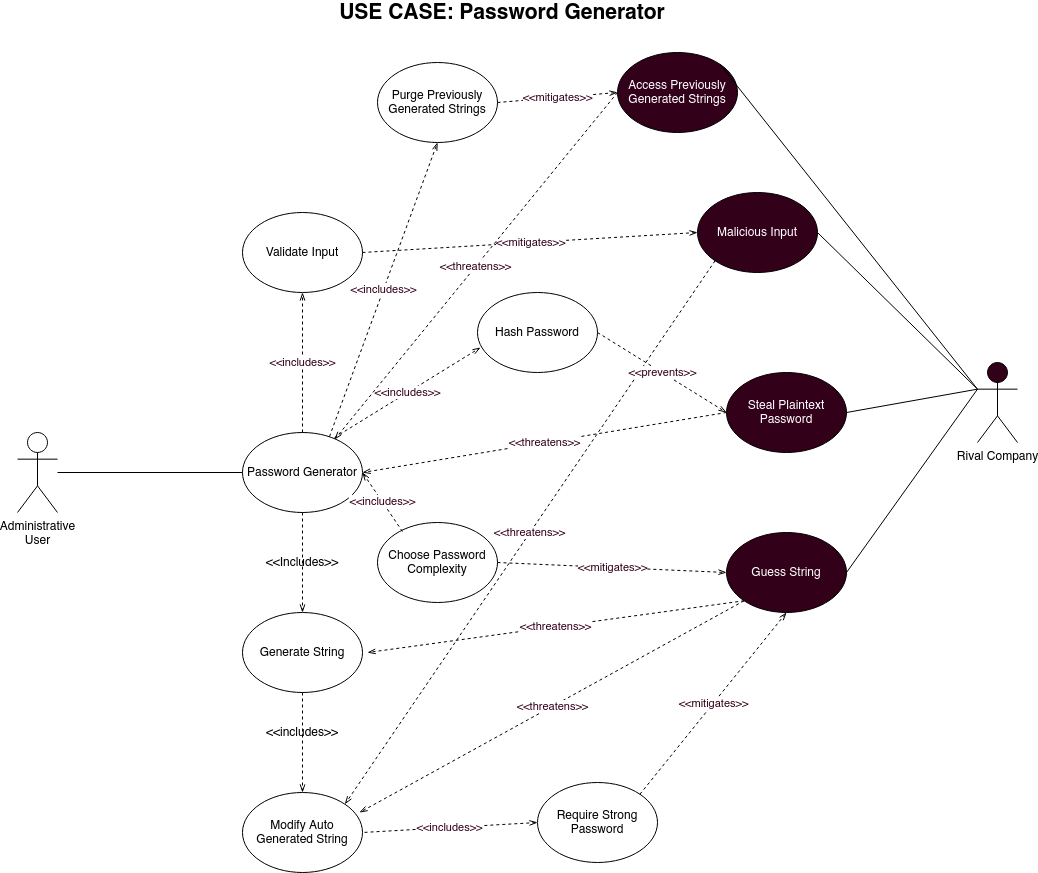 USE CASE: Password Generator
Purge Previously
Generated Strings
<<mitigates>>
Access Previously
Generated Strings
Validate Input
<<mitigates>>
Malicious Input
<<threatens>>
<<includes>>
Hash Password
<<includes>>
<<prevents>>
<<includes>>
Steal Plaintext
Password
Rival Company
<<threatens>>
Password Generator
Administrative
User
<<includes>>
<<threatens>>
<<Includes>>
Choose Password
Complexity
<<mitigates>>
Guess String
<<threatens>>
Generate String
<<threatens>>
<<mitigates>>
<<includes>>
Modify Auto
Generated String
<<includes>>
Require Strong
Password